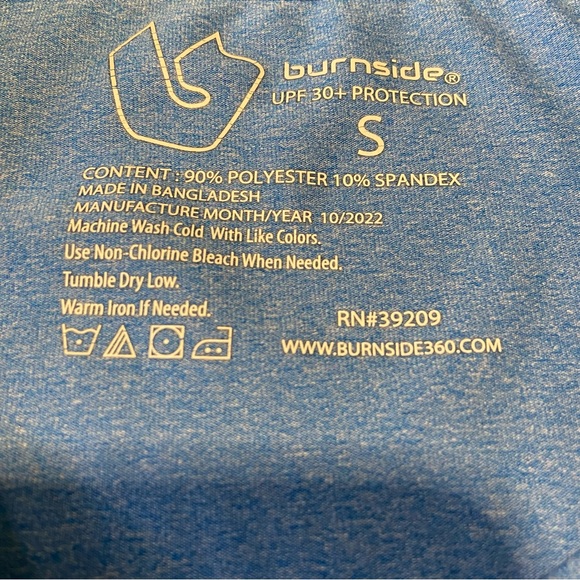 burnside®
UPF 30+ PROTECTION
S
CONTENT : 90% POLYESTER 10% SPANDEX
MADE IN BANGLADESH
MANUFACTURE MONTH/YEAR 10/2022
Machine Wash Cold With Like Colors.
Use Non-Chlorine Bleach When Needed.
Tumble Dry Low.
Warm Iron If Needed.
RN#39209
WWW.BURNSIDE360.COM